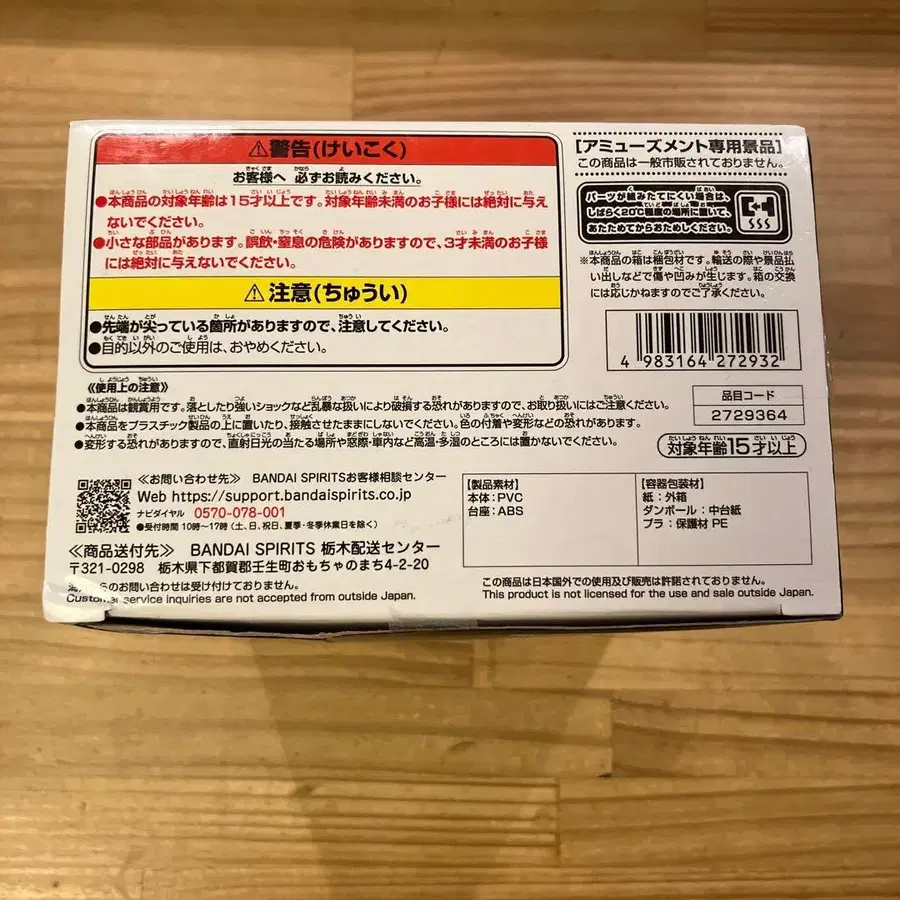 ⚠警告(けいこく)
お客様へ 必ずお読みください。
●本商品の対象年齢は15才以上です。対象年齢未満のお子様には絶対に与え
ないでください。
●小さな部品があります。誤飲・窒息の危険がありますので、3才未満のお子様
には絶対に与えないでください。
⚠注意(ちゅうい)
●先端が尖っている箇所がありますので、注意してください。
●目的以外のご使用は、おやめください。
[アミューズメント専用景品]
この商品は一般市販されておりません。
パーツが組みたてにくい場合は、
しばらく20℃程度の場所に置いて、
あたためてからおためしください。
※本商品の箱は梱包材です。輸送の際や景品払
い出しなどで傷や凹みが生じます。箱の交換
には応じかねますのでご了承ください。
4 983164 272932
品目コード
2729364
対象年齢15才以上
《使用上の注意》
●本商品は観賞用です。落としたり強いショックなど乱暴な扱いにより破損する恐れがありますので、お取り扱いにはご注意ください。
●本商品をプラスチック製品の上に置いたり、接触させたままにしないでください。色の付着や変形などの恐れがあります。
●変形する恐れがありますので、直射日光の当たる場所や窓際・車内など高温・多湿のところには置かないでください。
《お問い合わせ先》 BANDAI SPIRITSお客様相談センター
Web https://support.bandaispirits.co.jp
ナビダイヤル 0570-078-001
●受付時間 10時～17時(土、日、祝日、夏季・冬季休業日を除く)
《商品送付先》 BANDAI SPIRITS 栃木配送センター
〒321-0298 栃木県下都賀郡壬生町おもちゃのまち4-2-20
【製品素材】
本体:PVC
台座:ABS
【容器包装材】
紙:外箱
ダンボール:中台紙
プラ:保護材 PE
らのお問い合わせは受け付けておりません。
Customer service inquiries are not accepted from outside Japan.
この商品は日本国外での使用及び販売は許諾されておりません。
This product is not licensed for the use and sale outside Japan.